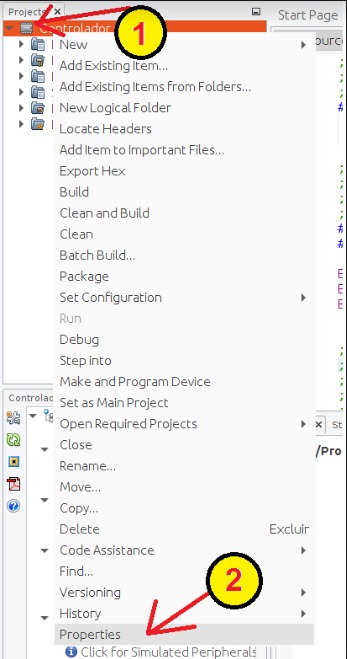 Projects ×
Start Page
1
Controlador
New
Add Existing Item...
Add Existing Items from Folders...
New Logical Folder
Locate Headers
Add Item to Important Files...
Export Hex
Build
Clean and Build
Clean
Batch Build...
Package
Set Configuration
Run
Debug
Step into
Make and Program Device
Set as Main Project
Open Required Projects
Close
Rename...
Move...
Copy...
Delete Excluir
Code Assistance
Find...
Versioning
History
2
Properties
Click for Simulated Peripherals